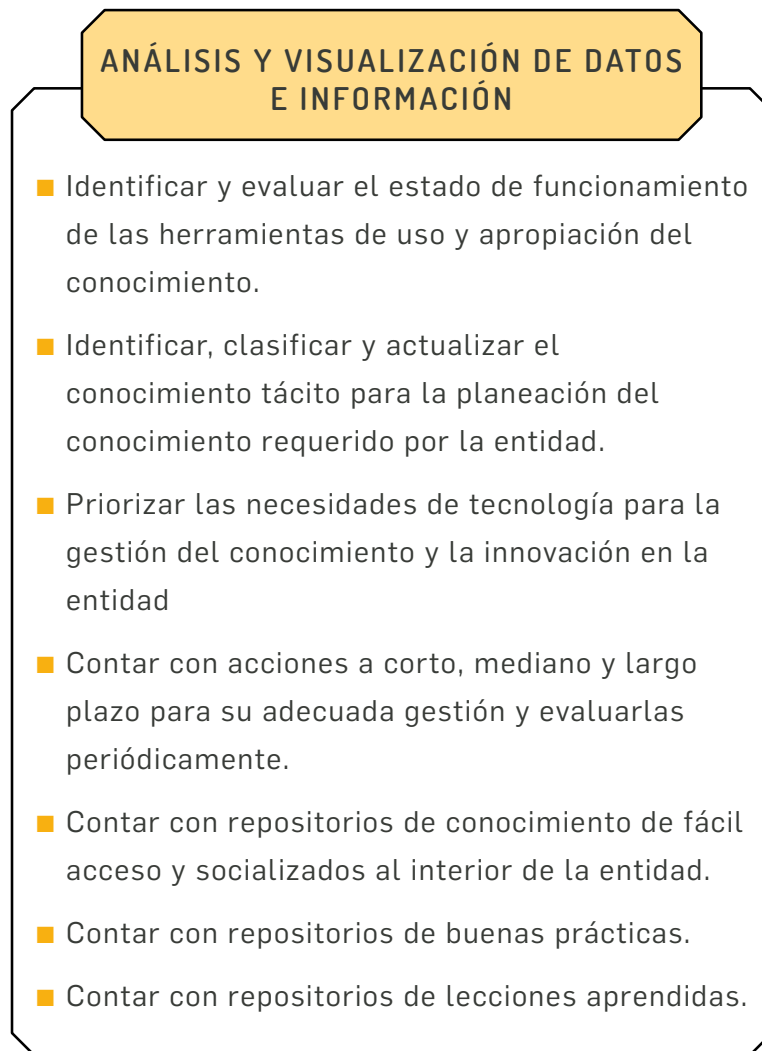 ANÁLISIS Y VISUALIZACIÓN DE DATOS
E INFORMACIÓN
Identificar y evaluar el estado de funcionamiento
de las herramientas de uso y apropiación del
conocimiento.
Identificar, clasificar y actualizar el
conocimiento tácito para la planeación del
conocimiento requerido por la entidad.
Priorizar las necesidades de tecnología para la
gestión del conocimiento y la innovación en la
entidad
Contar con acciones a corto, mediano y largo
plazo para su adecuada gestión y evaluarlas
periódicamente.
Contar con repositorios de conocimiento de fácil
acceso y socializados al interior de la entidad.
Contar con repositorios de buenas prácticas.
Contar con repositorios de lecciones aprendidas.